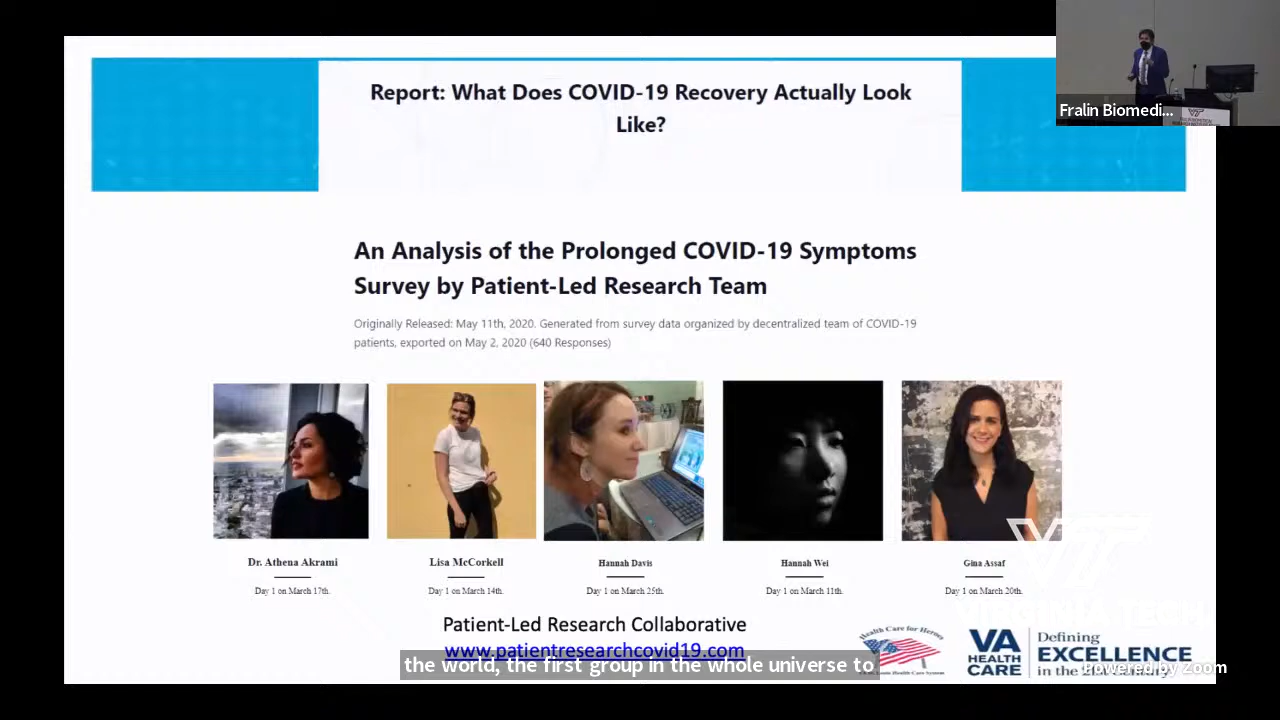 Report: What Does COVID-19 Recovery Actually Look
Like?
Fralin Biomedi...
An Analysis of the Prolonged COVID-19 Symptoms
Survey by Patient-Led Research Team
Originally Released: May 11th, 2020. Generated from survey data organized by decentralized team of COVID-19
patients, exported on May 2, 2020 (640 Responses)
Dr. Athena Akrami
Day 1 on March 17th.
Lisa McCorkell
Day 1 on March 14th.
Hannah Davis
Day 1 on March 25th.
Hannah Wei
Day 1 on March 11th.
Gina Assaf
Day 1 on March 20th.
Patient-Led Research Collaborative
www.patientresearchcovid19.com
the world, the first group in the whole universe to
Health Care for Heroes
VA
HEALTH
CARE
Defining
EXCELLENCE
in the 21st Century
VIRGINIA TECH
Powered by Zoom